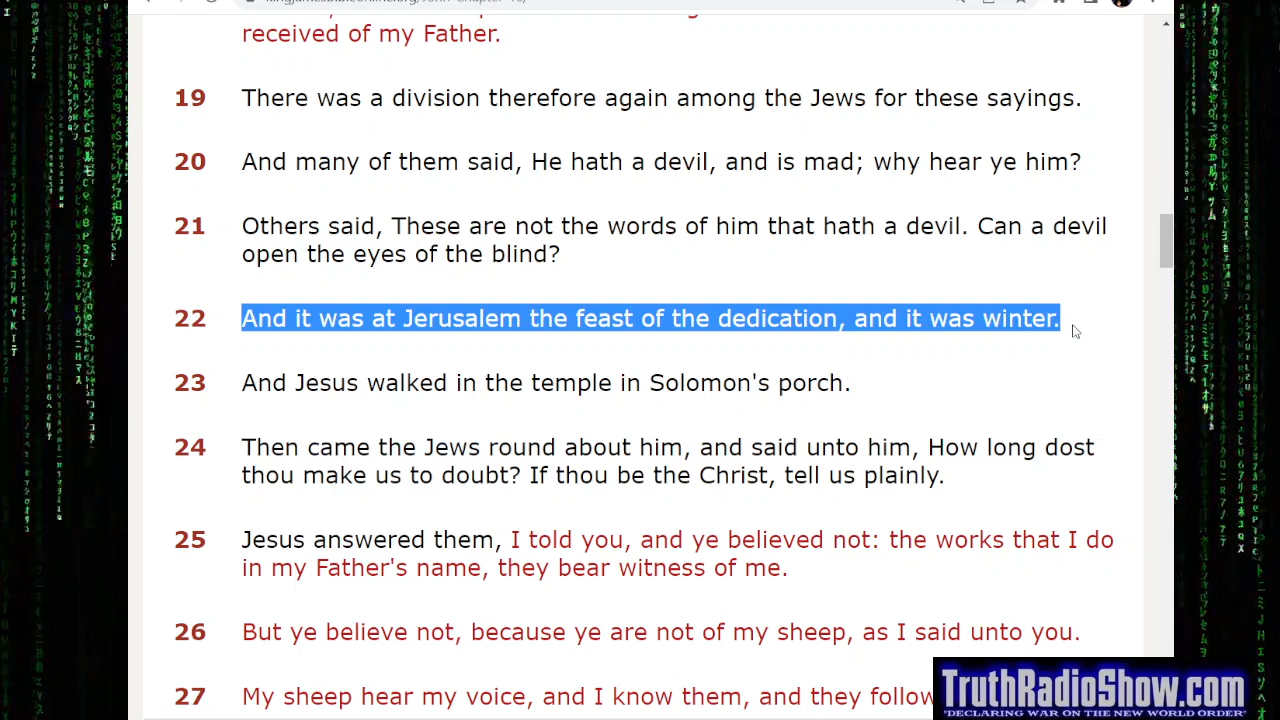 received of my Father.
19 There was a division therefore again among the Jews for these sayings.
20 And many of them said, He hath a devil, and is mad; why hear ye him?
21 Others said, These are not the words of him that hath a devil. Can a devil
open the eyes of the blind?
22 And it was at Jerusalem the feast of the dedication, and it was winter.
23 And Jesus walked in the temple in Solomon's porch.
24 Then came the Jews round about him, and said unto him, How long dost
thou make us to doubt? If thou be the Christ, tell us plainly.
25 Jesus answered them, I told you, and ye believed not: the works that I do
in my Father's name, they bear witness of me.
26 But ye believe not, because ye are not of my sheep, as I said unto you.
27 My sheep hear my voice, and I know them, and they follow
TruthRadioShow.com
"DECLARING WAR ON THE NEW WORLD ORDER"